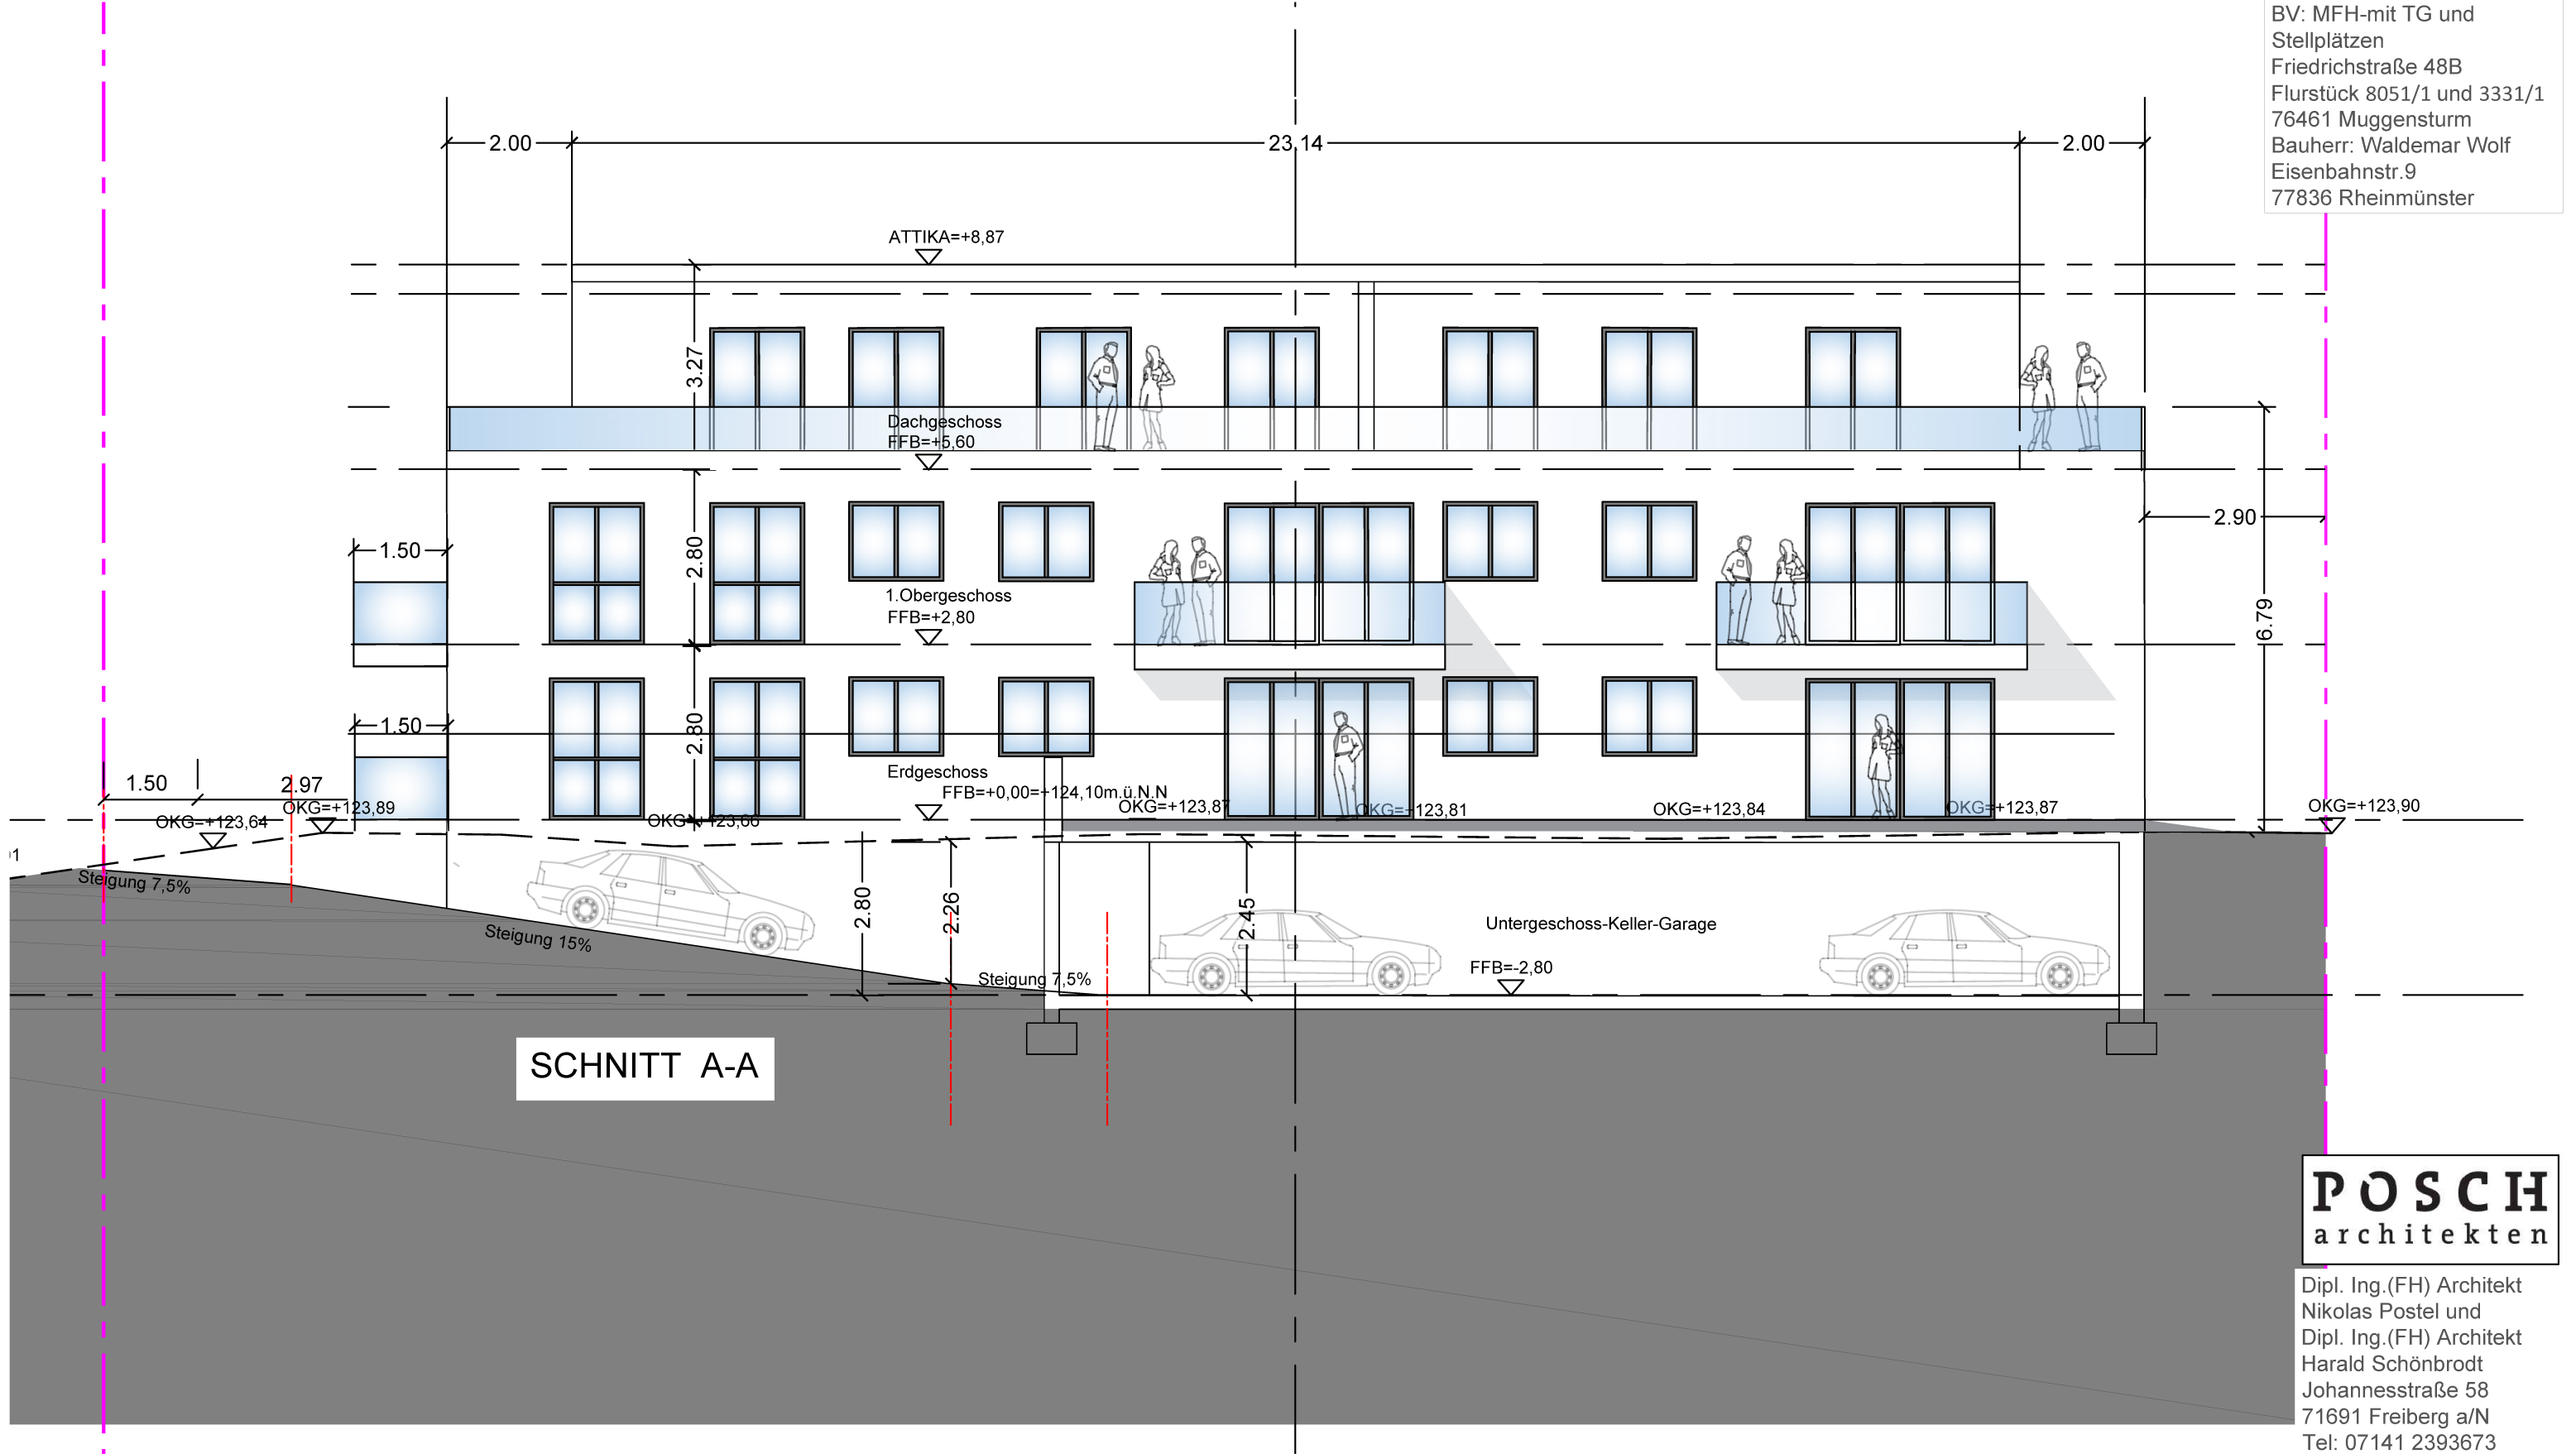 BV: MFH-mit TG und
Stellplätzen
Friedrichstraße 48B
Flurstück 8051/1 und 3331/1
76461 Muggensturm
Bauherr: Waldemar Wolf
Eisenbahnstr.9
77836 Rheinmünster
2.00
23.14
2.00
ATTIKA=+8,87
3.27
Dachgeschoss
FFB=+5,60
2.90
1.50
2.80
1.Obergeschoss
FFB=+2,80
6.79
1.50
2.80
1.50
2.97
Erdgeschoss
FFB=+0,00=+124,10m.ü.N.N
OKG=+123,64
OKG=+123,89
OKG=+123,66
OKG=+123,87
OKG=+123,81
OKG=+123,84
OKG=+123,87
OKG=+123,90
Steigung 7,5%
Steigung 15%
2.80
2.26
2.45
Untergeschoss-Keller-Garage
FFB=-2,80
Steigung 7,5%
SCHNITT A-A
POSCH
architekten
Dipl. Ing.(FH) Architekt
Nikolas Postel und
Dipl. Ing.(FH) Architekt
Harald Schönbrodt
Johannesstraße 58
71691 Freiberg a/N
Tel: 07141 2393673